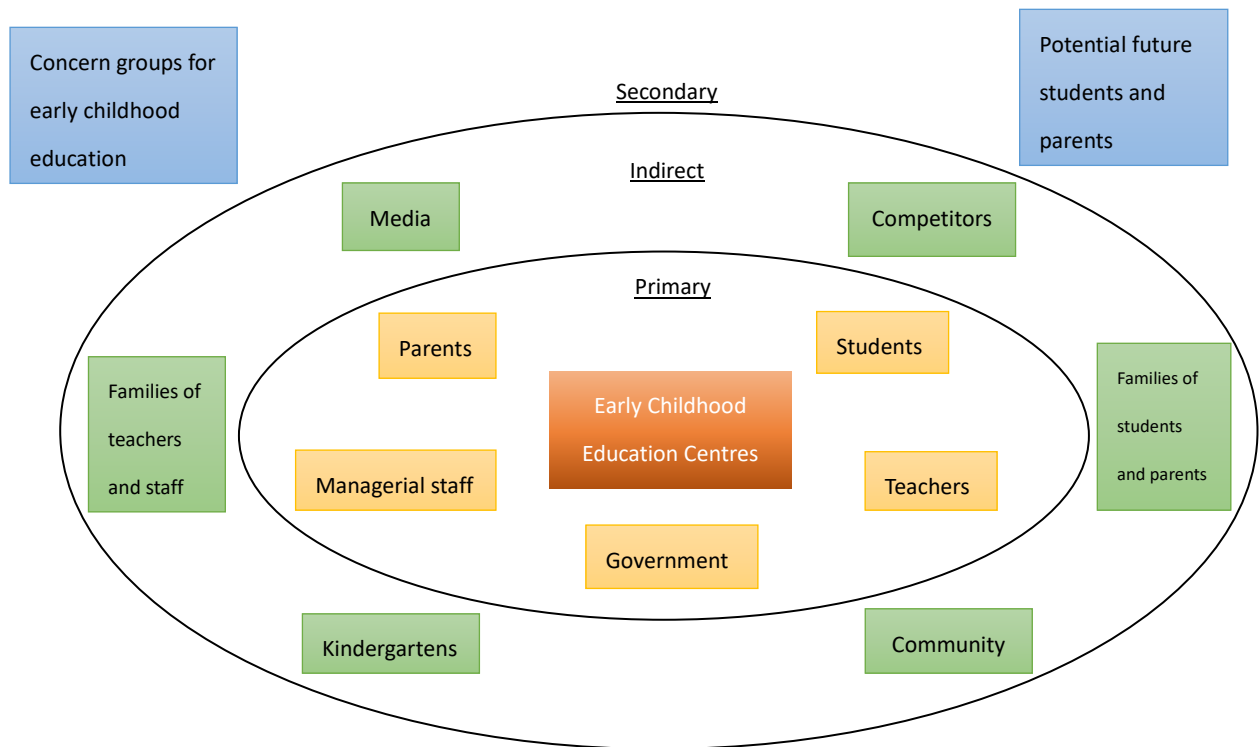 Concern groups for
early childhood
education
Potential future
students and
parents
Secondary
Indirect
Media
Competitors
Primary
Parents
Students
Early Childhood
Education Centres
Families of
teachers
and staff
Families of
students
and parents
Managerial staff
Teachers
Government
Kindergartens
Community